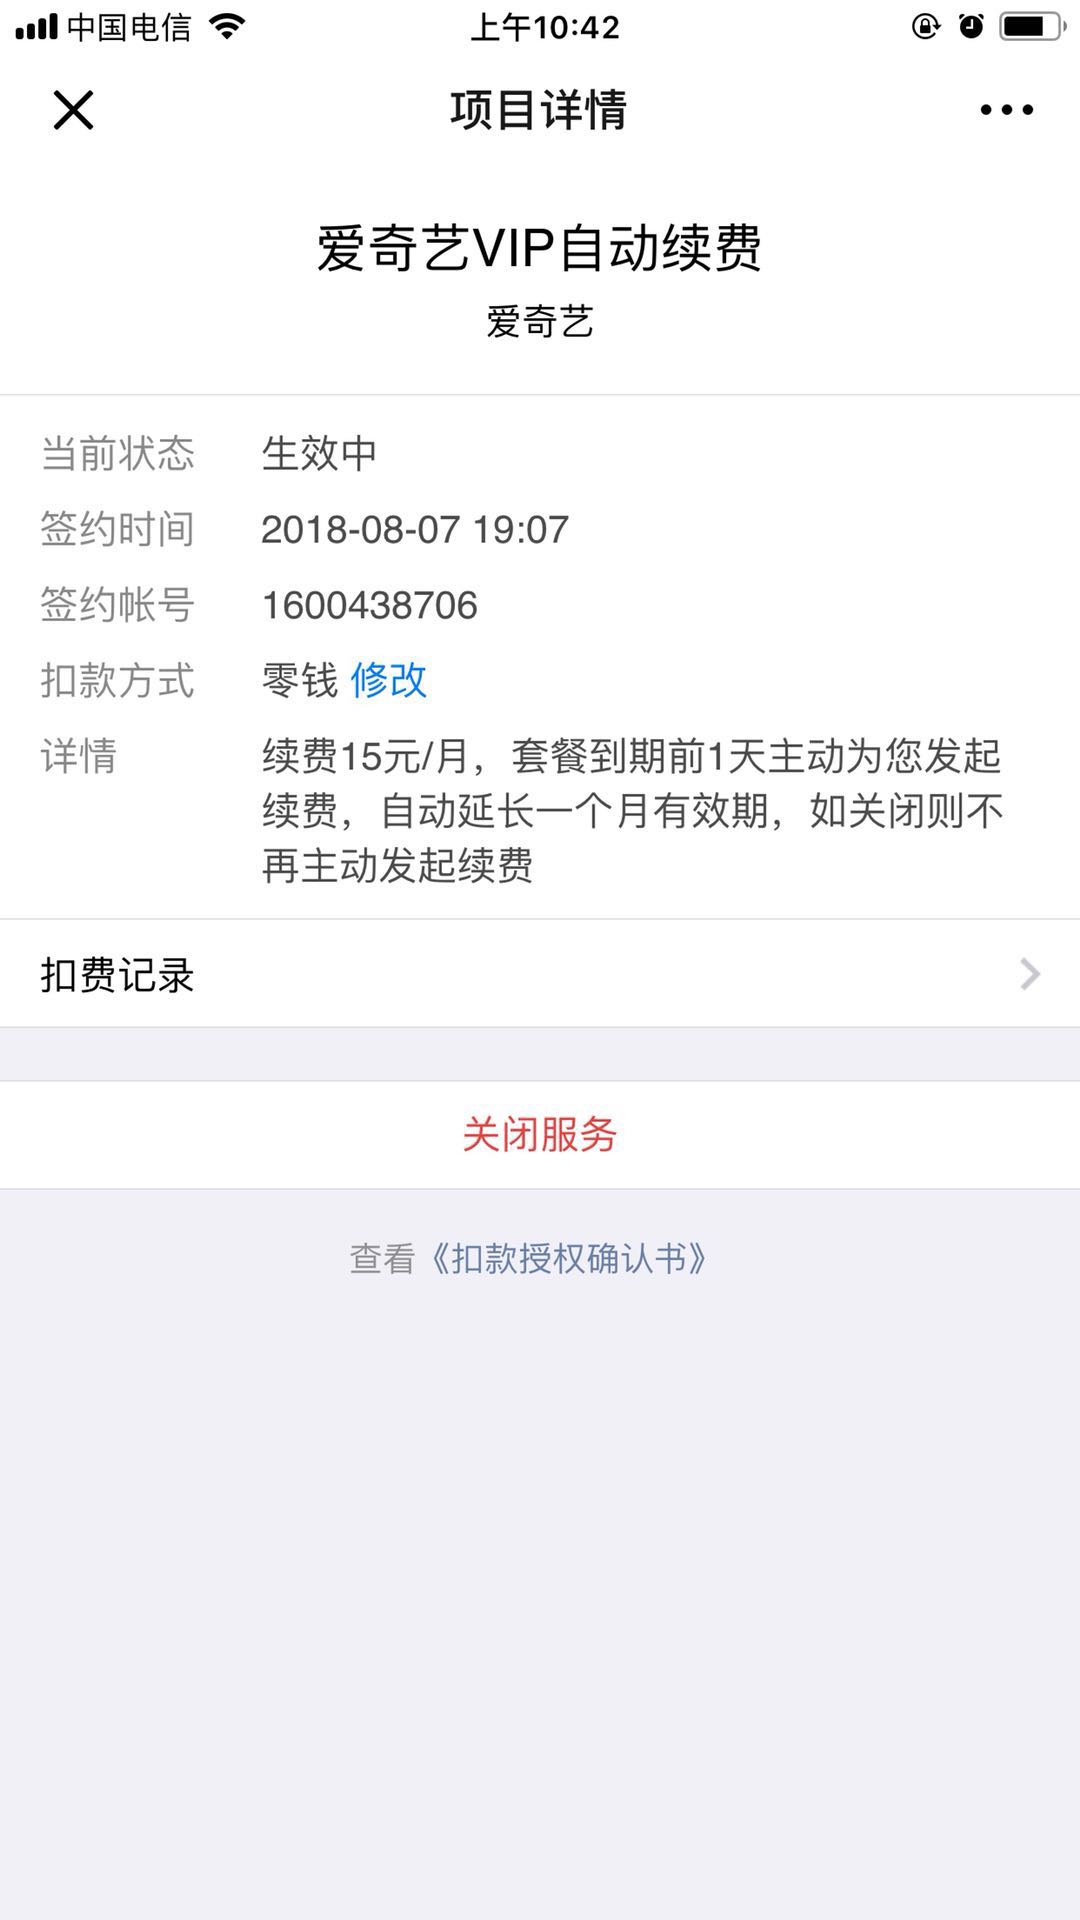 中国电信 上午10:42
项目详情
爱奇艺VIP自动续费
爱奇艺
当前状态 生效中
签约时间 2018-08-07 19:07
签约帐号 1600438706
扣款方式 零钱 修改
详情 续费15元/月，套餐到期前1天主动为您发起
续费，自动延长一个月有效期，如关闭则不
再主动发起续费
扣费记录
关闭服务
查看《扣款授权确认书》